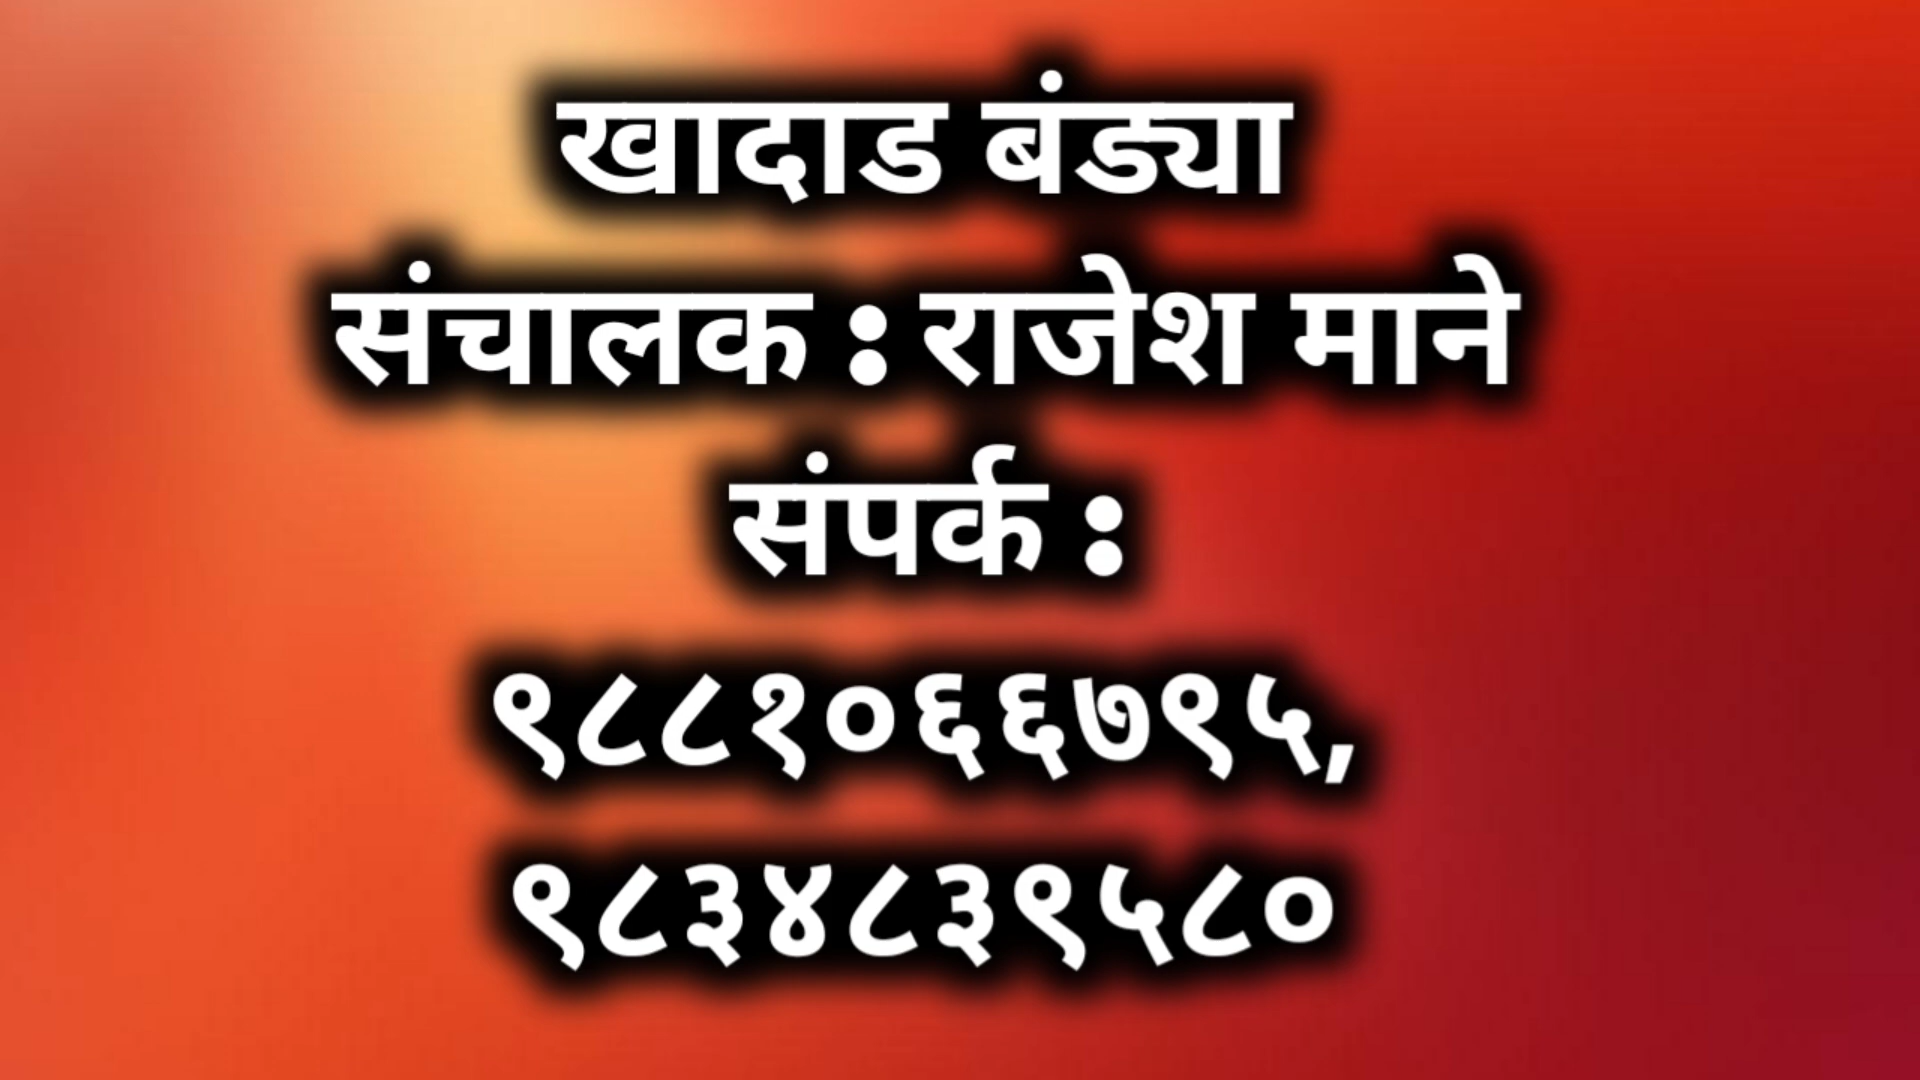 खादाड बंड्या
संचालक : राजेश माने
संपर्क :
९८८१०६६७९५,
९८३४८३९५८०